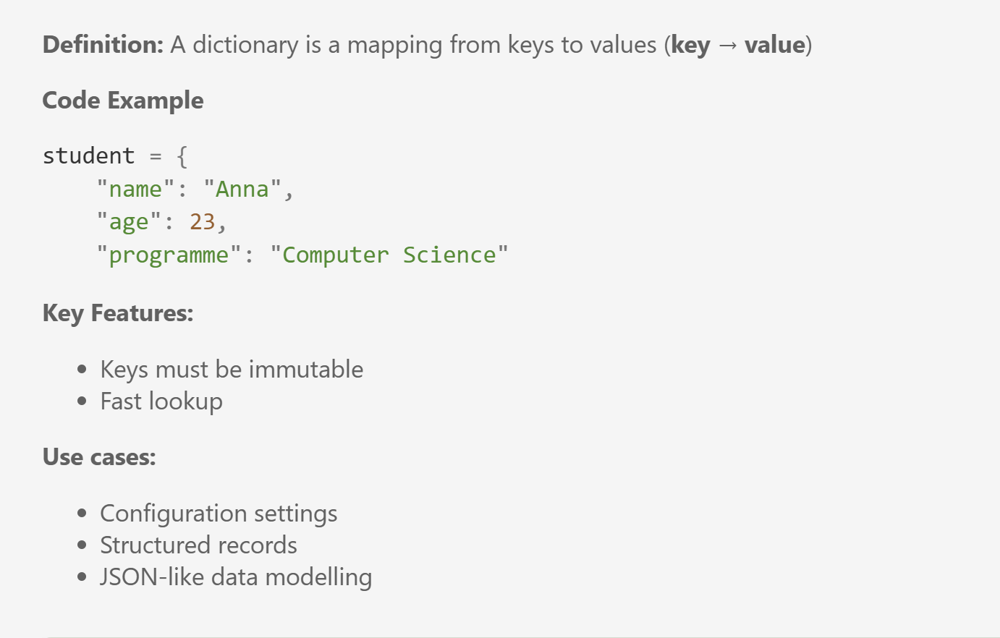 Definition: A dictionary is a mapping from keys to values (key → value)
Code Example
student = {
    "name": "Anna",
    "age": 23,
    "programme": "Computer Science"
Key Features:
• Keys must be immutable
• Fast lookup
Use cases:
• Configuration settings
• Structured records
• JSON-like data modelling